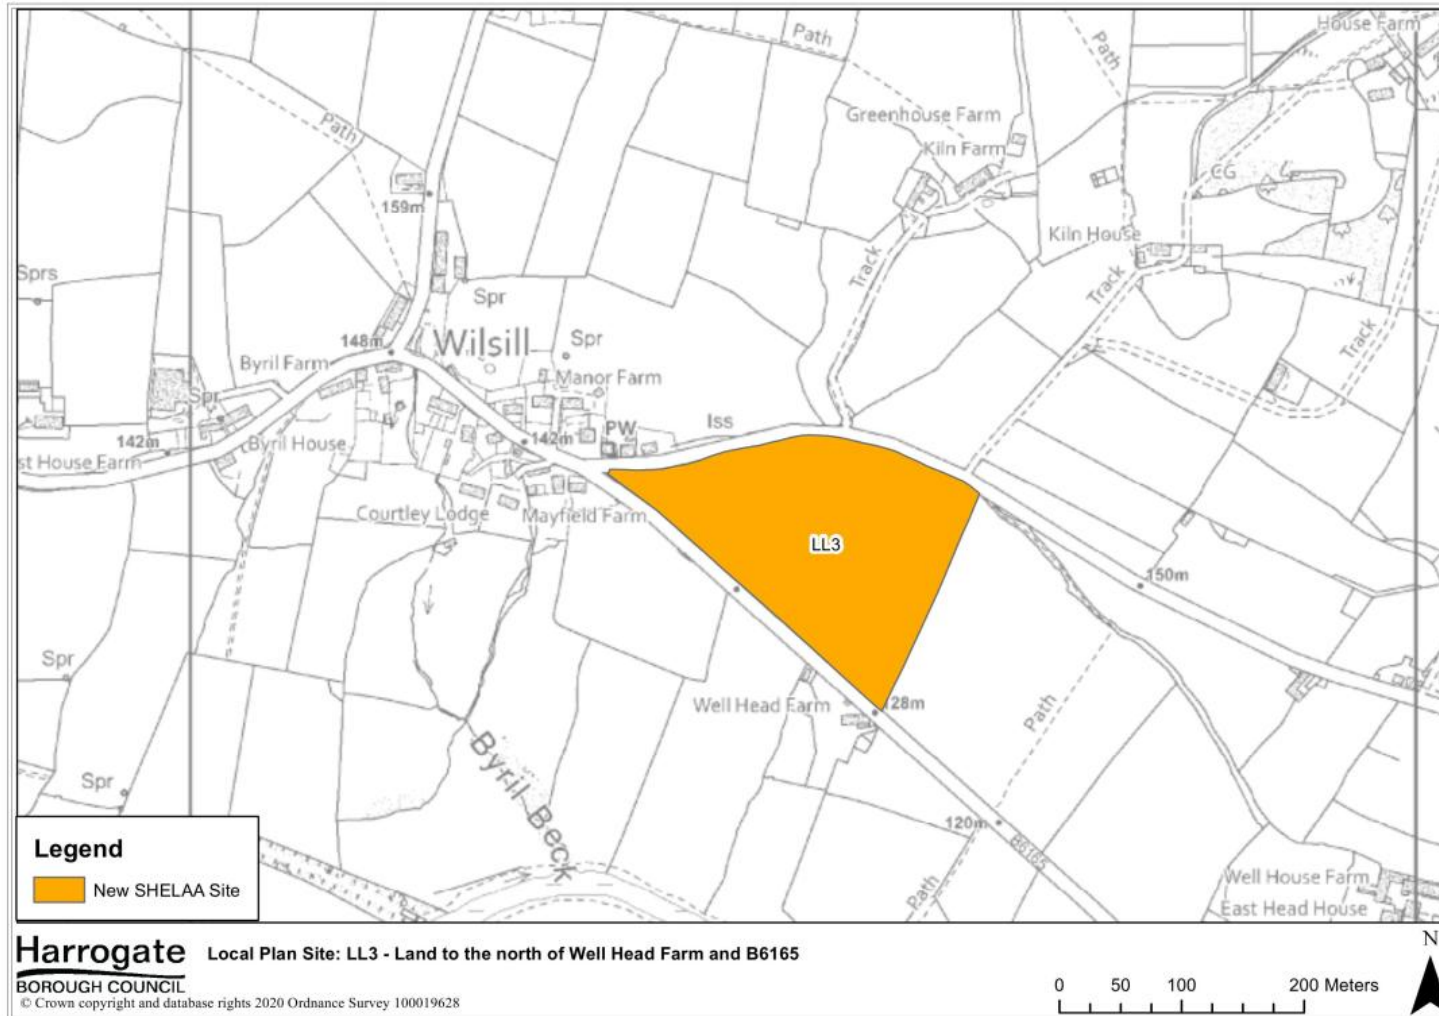 House Farm
Path
Path
Greenhouse Farm
Kiln Farm
Path
CG
159m
Kiln House
Track
Sprs
Track
Spr
Track
148m
Wilsill
Spr
Byril Farm
Manor Farm
Spr
Iss
PW
142m
142m
Byril House
st House Farm
Courtley Lodge
Mayfield Farm
LL3
150m
Spr
Well Head Farm
128m
Path
Byril Beck
Spr
120m
B6165
Path
Well House Farm
East Head House
Legend
New SHELAA Site
Harrogate
BOROUGH COUNCIL
Local Plan Site: LL3 - Land to the north of Well Head Farm and B6165
© Crown copyright and database rights 2020 Ordnance Survey 100019628
0 50 100 200 Meters
N